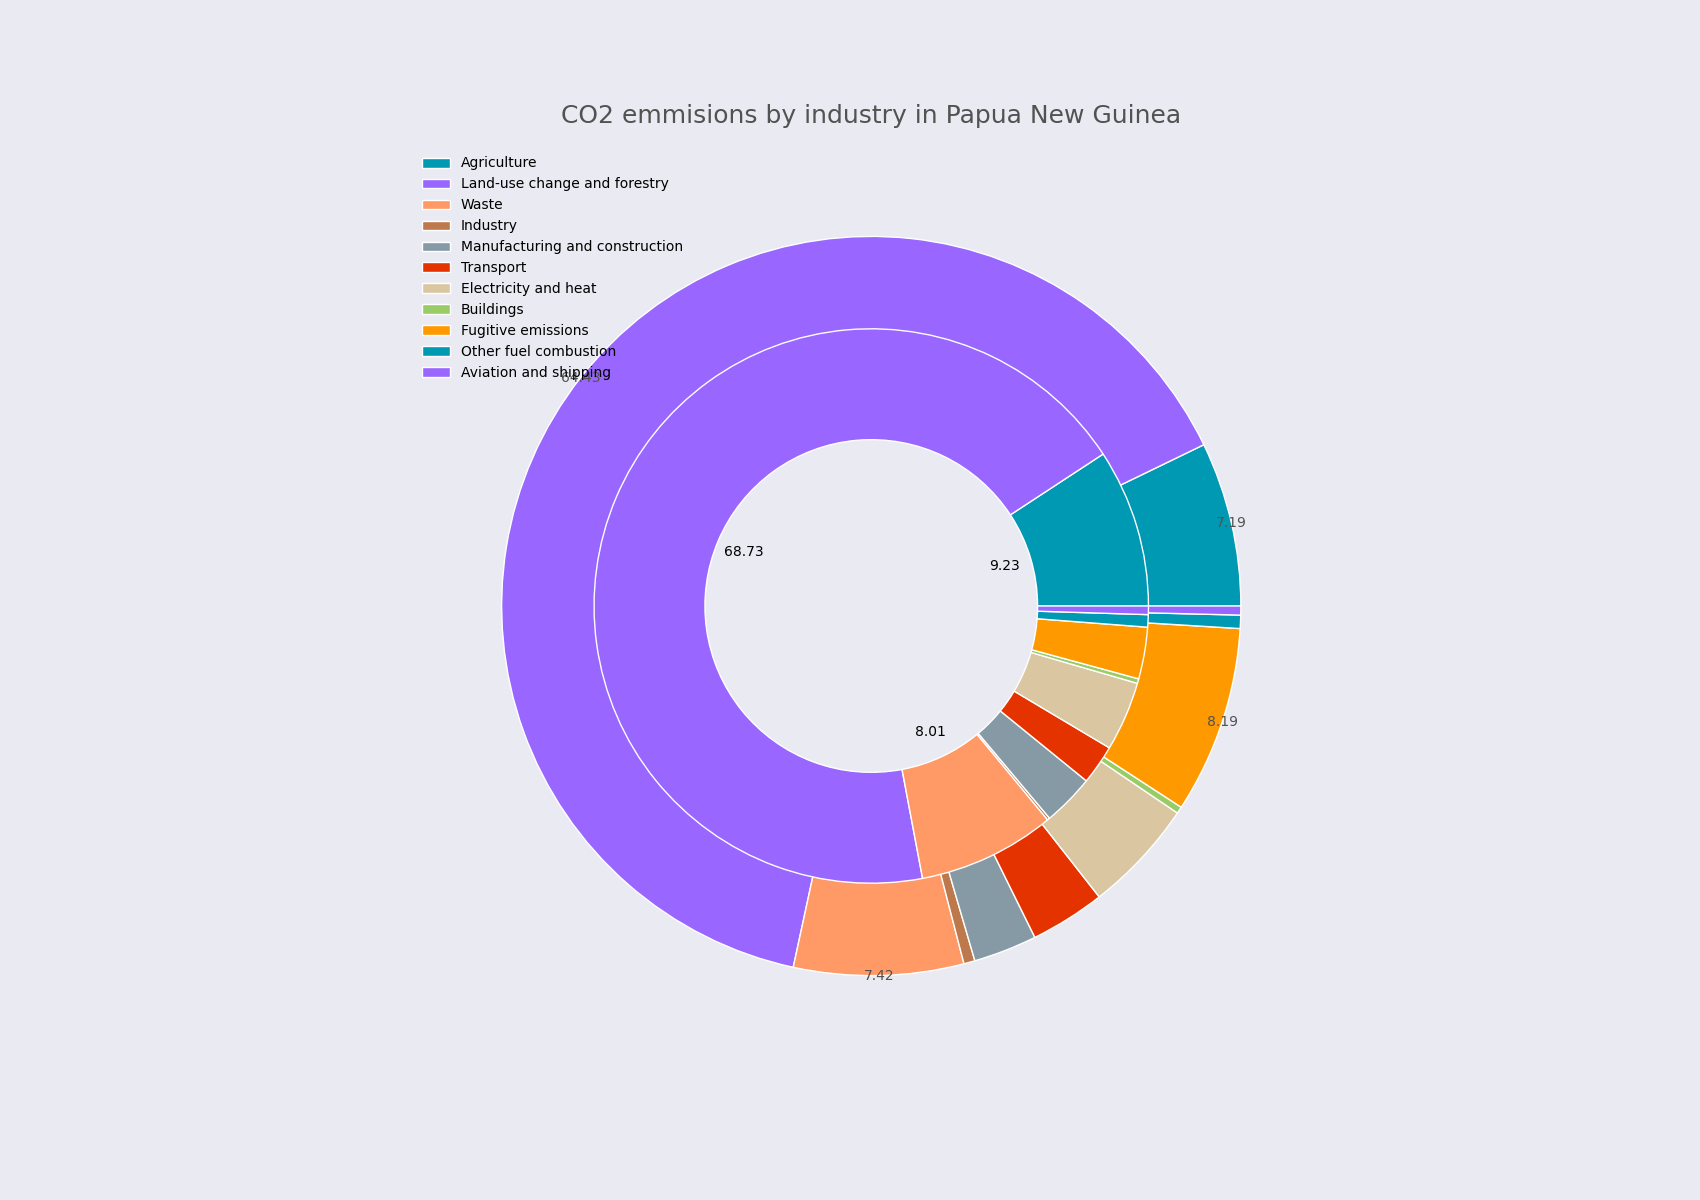 CO2 emmisions by industry in Papua New Guinea
Agriculture
Land-use change and forestry
Waste
Industry
Manufacturing and construction
Transport
Electricity and heat
Buildings
Fugitive emissions
Other fuel combustion
Aviation and shipping
64.43
7.19
68.73
9.23
8.19
8.01
7.42